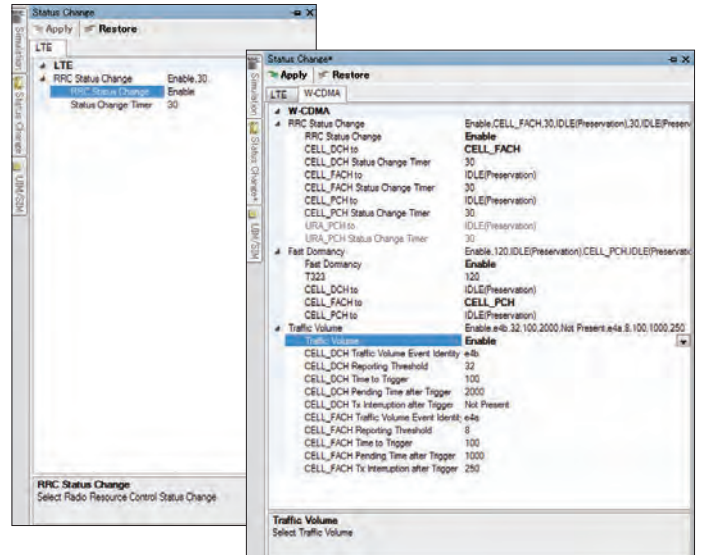 Status Change
Apply Restore
LTE
LTE
RRC Status Change Enable,30
RRC Status Change Enable
Status Change Timer 30
RRC Status Change
Select Radio Resource Control Status Change
Simulation
Status Change
UIM/SIM
Status Change*
Apply Restore
LTE W-CDMA
W-CDMA
RRC Status Change Enable,CELL_FACH,30,IDLE(Preservation),30,IDLE(Preserv
RRC Status Change Enable
CELL_DCH to CELL_FACH
CELL_DCH Status Change Timer 30
CELL_FACH to IDLE(Preservation)
CELL_FACH Status Change Timer 30
CELL_PCH to IDLE(Preservation)
CELL_PCH Status Change Timer 30
URA_PCH to IDLE(Preservation)
URA_PCH Status Change Timer 30
Fast Dormancy Enable,120,IDLE(Preservation),CELL_PCH,IDLE(Preservatio
Fast Dormancy Enable
T323 120
CELL_DCH to IDLE(Preservation)
CELL_FACH to CELL_PCH
CELL_PCH to IDLE(Preservation)
Traffic Volume Enable,e4b,32,100,2000,Not Present,e4a,8,100,1000,250
Traffic Volume Enable
CELL_DCH Traffic Volume Event Identity e4b
CELL_DCH Reporting Threshold 32
CELL_DCH Time to Trigger 100
CELL_DCH Pending Time after Trigger 2000
CELL_DCH Tx Interruption after Trigger Not Present
CELL_FACH Traffic Volume Event Identit e4a
CELL_FACH Reporting Threshold 8
CELL_FACH Time to Trigger 100
CELL_FACH Pending Time after Trigger 1000
CELL_FACH Tx Interruption after Trigger 250
Traffic Volume
Select Traffic Volume
Simulation
Status Change*
UIM/SIM